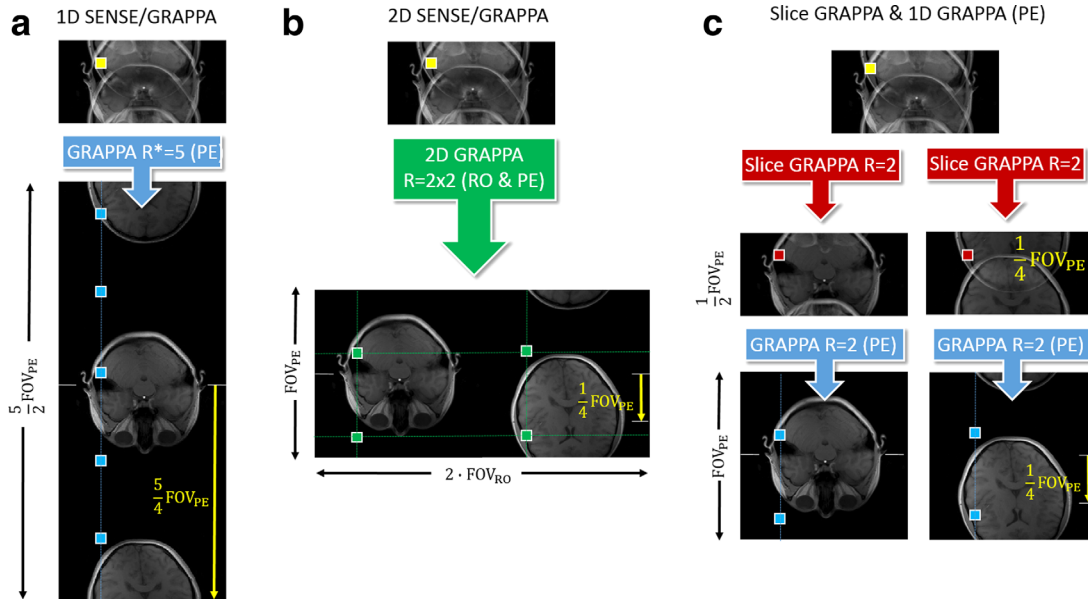 a
1D SENSE/GRAPPA
GRAPPA R*=5 (PE)
5/2 FOV_PE
5/4 FOV_PE
b
2D SENSE/GRAPPA
2D GRAPPA
R=2x2 (RO & PE)
FOV_PE
1/4 FOV_PE
2 · FOV_RO
c
Slice GRAPPA & 1D GRAPPA (PE)
Slice GRAPPA R=2
Slice GRAPPA R=2
1/2 FOV_PE
1/4 FOV_PE
GRAPPA R=2 (PE)
GRAPPA R=2 (PE)
FOV_PE
1/4 FOV_PE